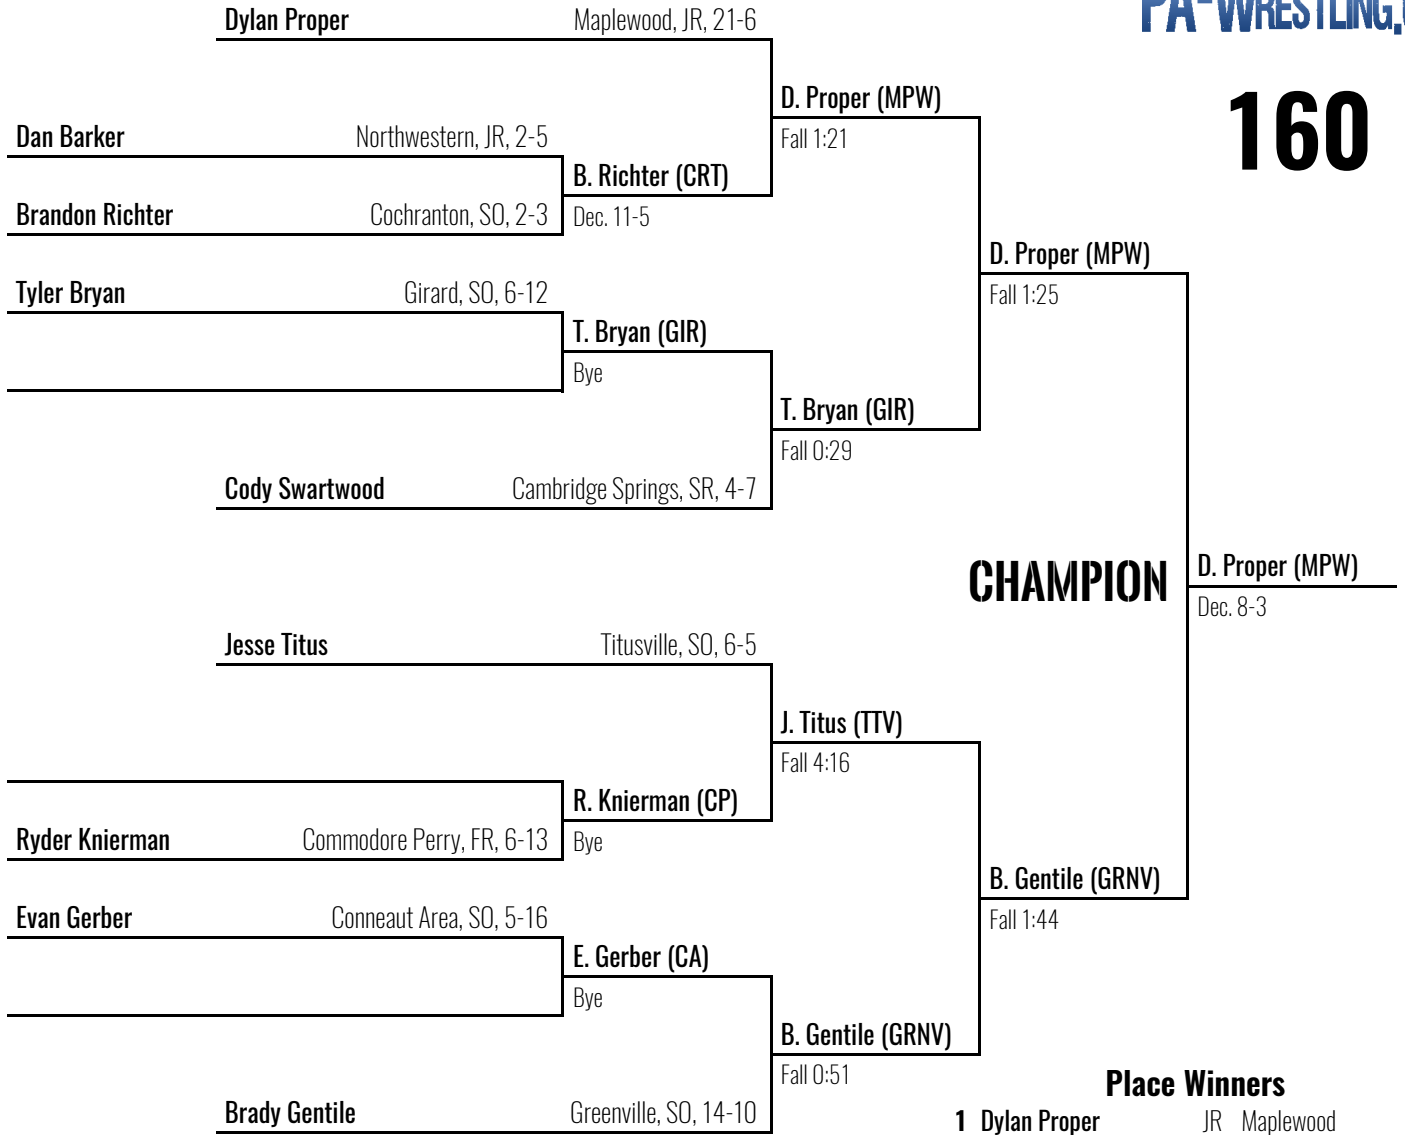 Dylan Proper Maplewood, JR, 21-6
PA-WRESTLING.
160
D. Proper (MPW)
Fall 1:21
Dan Barker Northwestern, JR, 2-5
B. Richter (CRT)
Dec. 11-5
Brandon Richter Cochranton, SO, 2-3
D. Proper (MPW)
Fall 1:25
Tyler Bryan Girard, SO, 6-12
T. Bryan (GIR)
Bye
T. Bryan (GIR)
Fall 0:29
Cody Swartwood Cambridge Springs, SR, 4-7
CHAMPION
D. Proper (MPW)
Dec. 8-3
Jesse Titus Titusville, SO, 6-5
J. Titus (TTV)
Fall 4:16
R. Knierman (CP)
Bye
Ryder Knierman Commodore Perry, FR, 6-13
B. Gentile (GRNV)
Fall 1:44
Evan Gerber Conneaut Area, SO, 5-16
E. Gerber (CA)
Bye
B. Gentile (GRNV)
Fall 0:51
Brady Gentile Greenville, SO, 14-10
Place Winners
1 Dylan Proper JR Maplewood